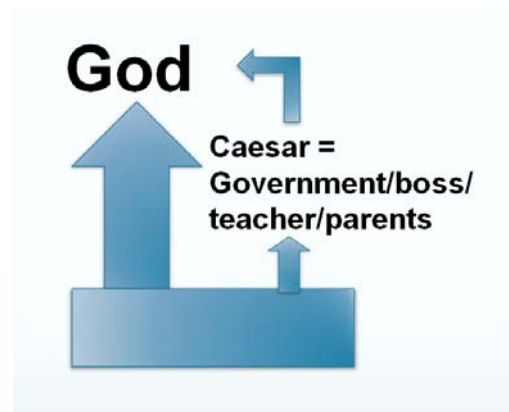 God
Caesar =
Government/boss/
teacher/parents